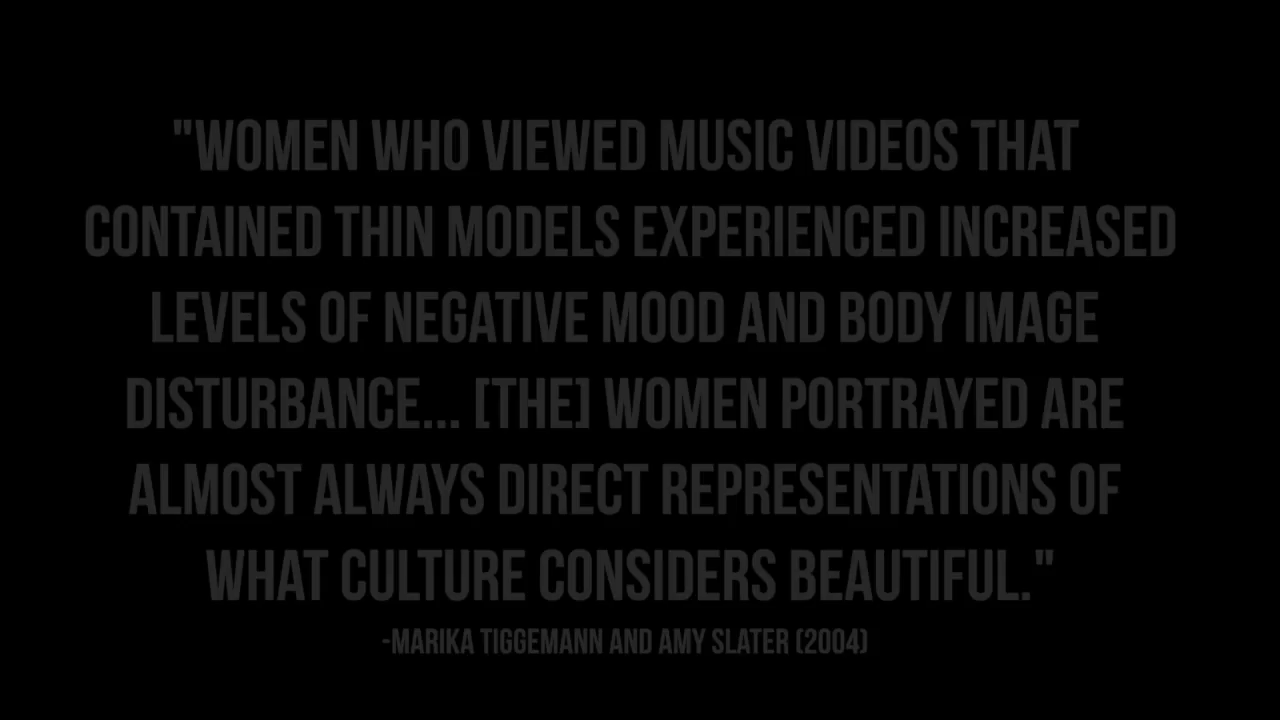 "WOMEN WHO VIEWED MUSIC VIDEOS THAT
CONTAINED THIN MODELS EXPERIENCED INCREASED
LEVELS OF NEGATIVE MOOD AND BODY IMAGE
DISTURBANCE... [THE] WOMEN PORTRAYED ARE
ALMOST ALWAYS DIRECT REPRESENTATIONS OF
WHAT CULTURE CONSIDERS BEAUTIFUL."
-MARIKA TIGGEMANN AND AMY SLATER (2004)